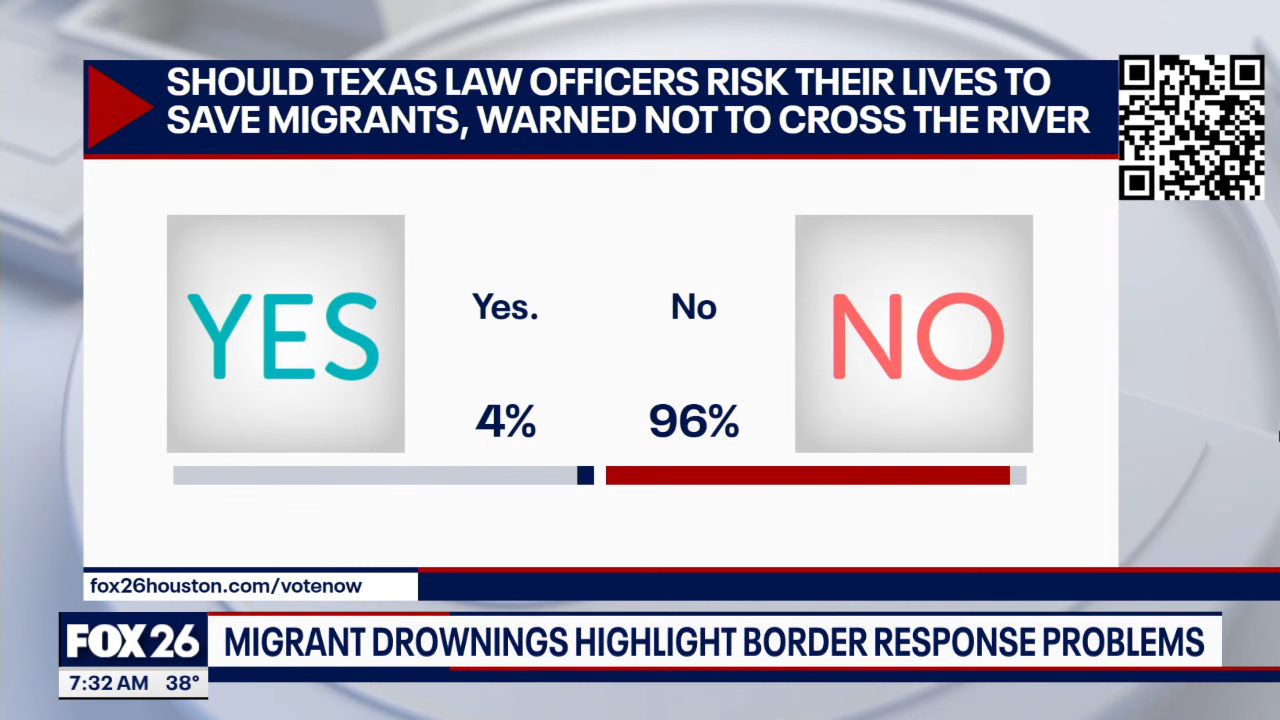 SHOULD TEXAS LAW OFFICERS RISK THEIR LIVES TO
SAVE MIGRANTS, WARNED NOT TO CROSS THE RIVER
YES
Yes.
No
NO
4%
96%
fox26houston.com/votenow
FOX 26
MIGRANT DROWNINGS HIGHLIGHT BORDER RESPONSE PROBLEMS
7:32 AM 38°